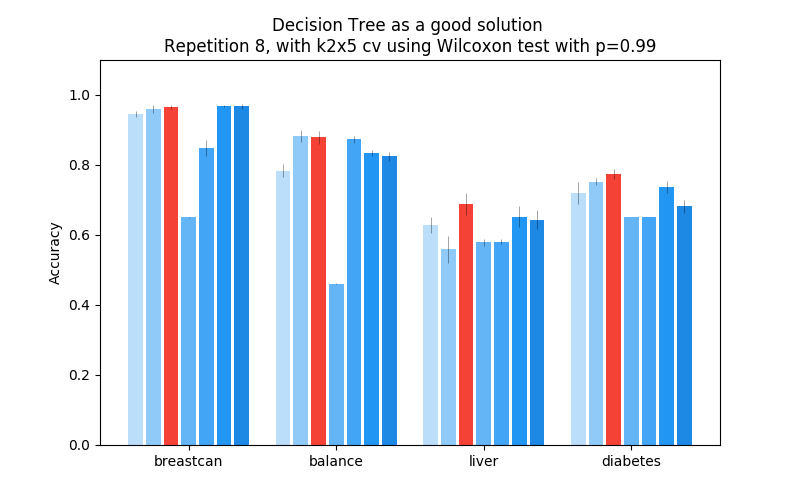 Decision Tree as a good solution
Repetition 8, with k2x5 cv using Wilcoxon test with p=0.99
1.0
0.8
0.6
0.4
0.2
0.0
Accuracy
breastcan balance liver diabetes